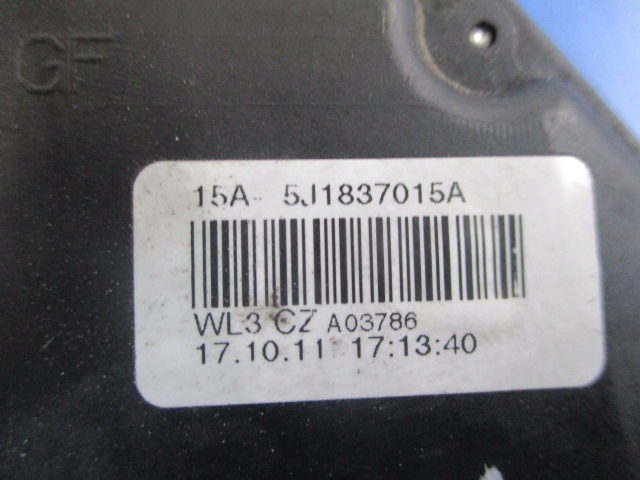 GF
15A- 5J1837015A
WL3 CZ A03786
17.10.11 17:13:40